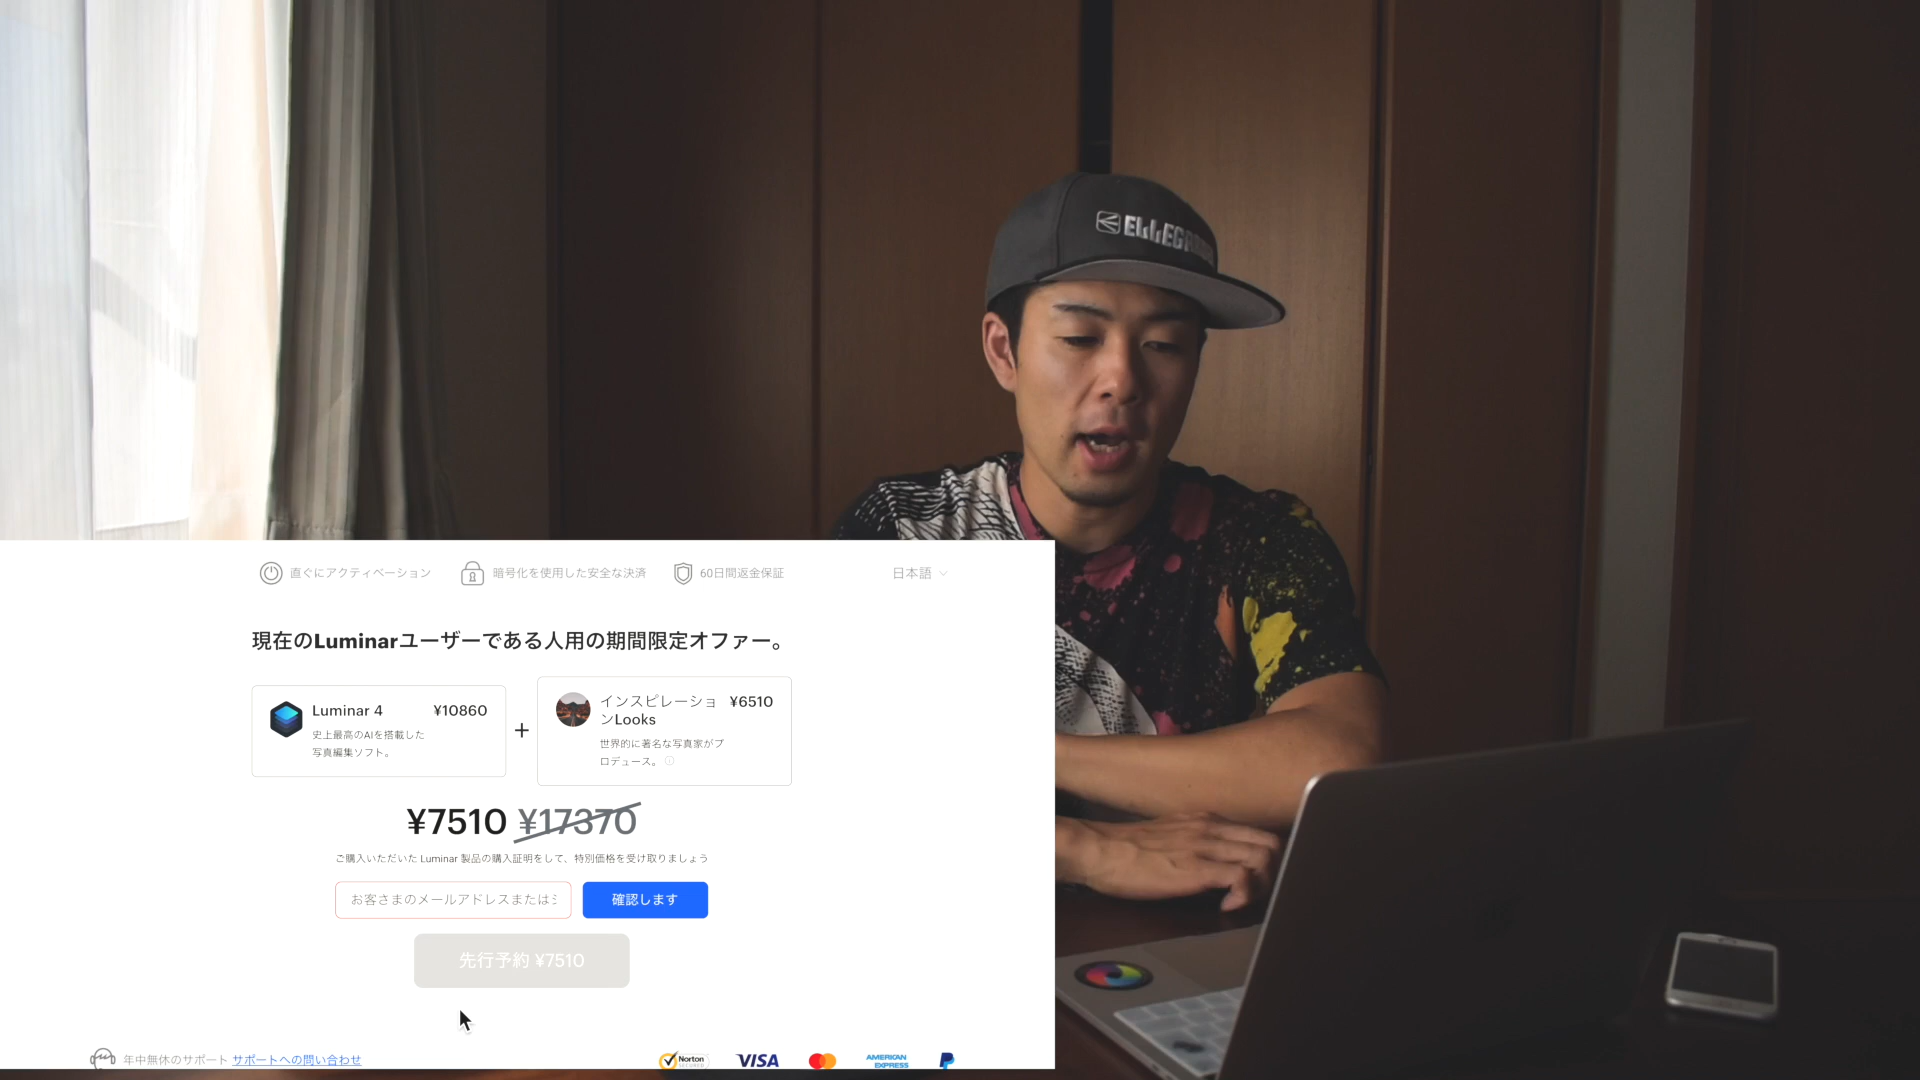 ELLEGA
直ぐにアクティベーション
暗号化を使用した安全な決済
60日間返金保証
日本語
現在のLuminarユーザーである人用の期間限定オファー。
Luminar 4 ¥10860
史上最高のAIを搭載した
写真編集ソフト。
+
インスピレーショ ¥6510
ンLooks
世界的に著名な写真家がプ
ロデュース。
¥7510 ¥17370
ご購入いただいた Luminar 製品の購入証明をして、特別価格を受け取りましょう
お客さまのメールアドレスまたは
確認します
先行予約 ¥7510
年中無休のサポート サポートへの問い合わせ
Norton
SECURED
VISA
AMERICAN
EXPRESS